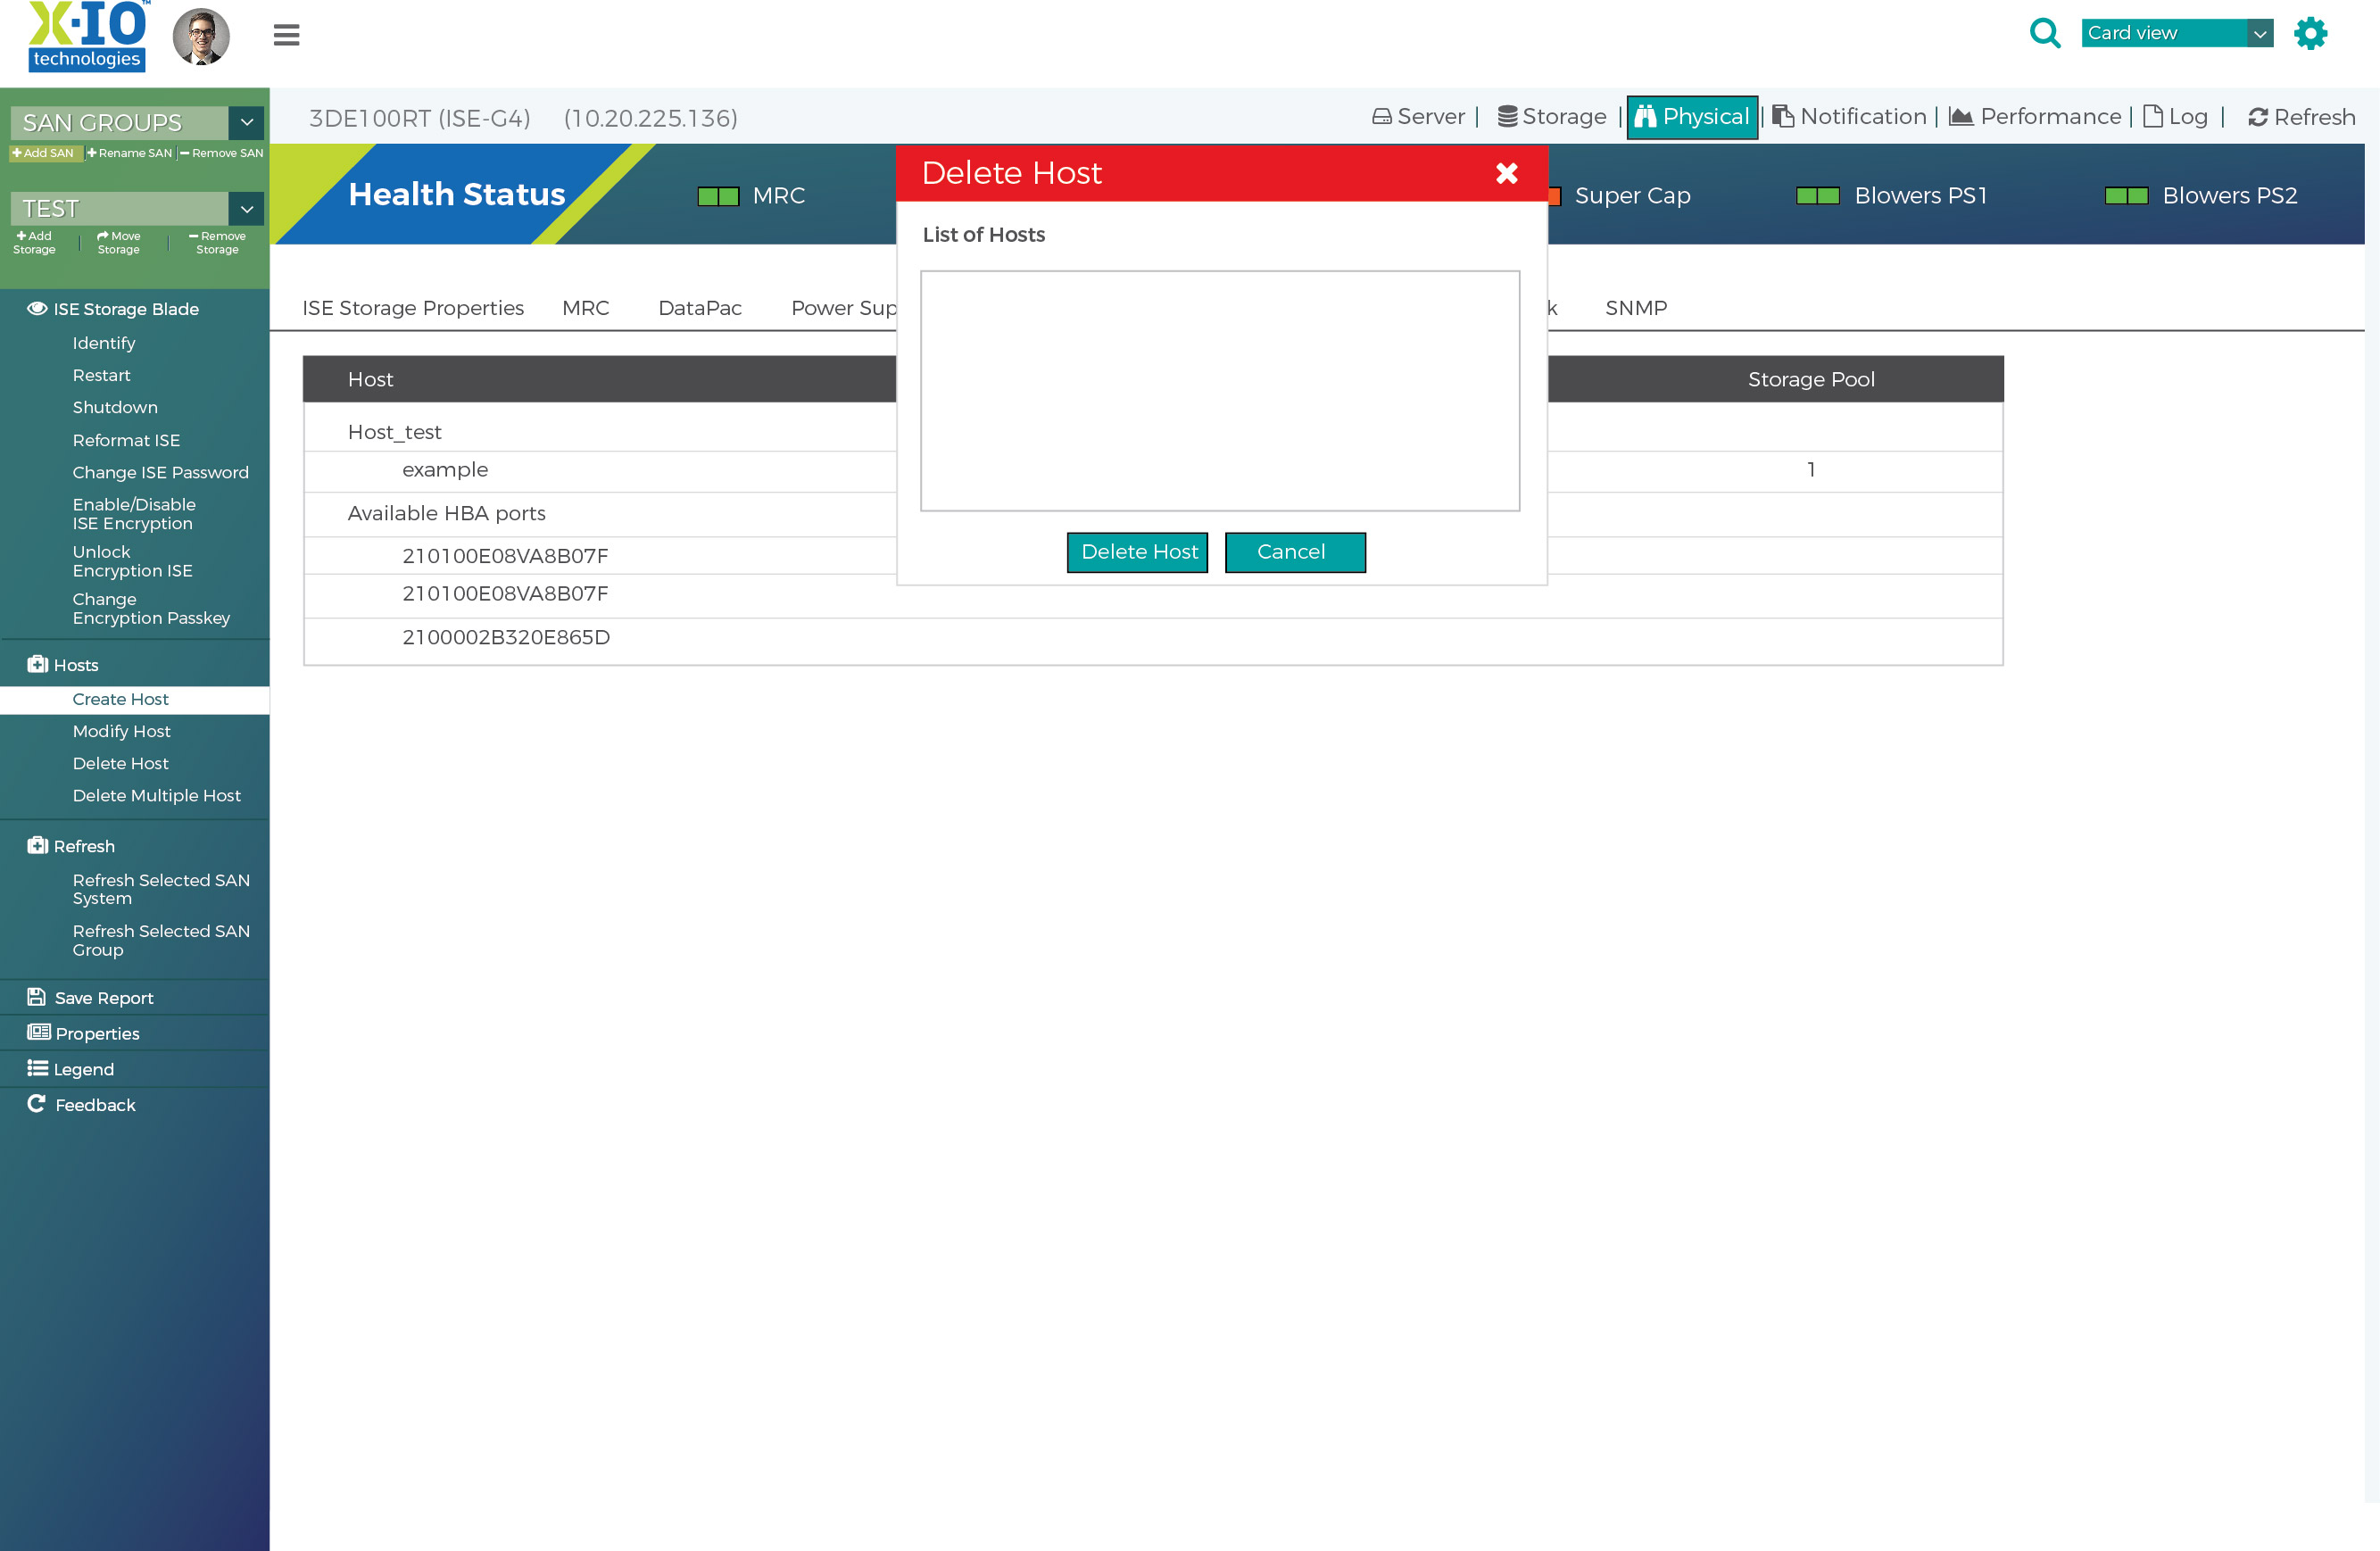 X-IO™
technologies
Card view
SAN GROUPS
Add SAN
Rename SAN
Remove SAN
TEST
Add
Storage
Move
Storage
Remove
Storage
3DE100RT (ISE-G4) (10.20.225.136)
Server | Storage | Physical | Notification | Performance | Log | Refresh
Health Status
MRC
Super Cap
Blowers PS1
Blowers PS2
Delete Host
List of Hosts
Delete Host
Cancel
ISE Storage Properties
MRC
DataPac
Power Sup
k
SNMP
Host
Storage Pool
Host_test
example
1
Available HBA ports
210100E08VA8B07F
210100E08VA8B07F
2100002B320E865D
ISE Storage Blade
Identify
Restart
Shutdown
Reformat ISE
Change ISE Password
Enable/Disable
ISE Encryption
Unlock
Encryption ISE
Change
Encryption Passkey
Hosts
Create Host
Modify Host
Delete Host
Delete Multiple Host
Refresh
Refresh Selected SAN
System
Refresh Selected SAN
Group
Save Report
Properties
Legend
Feedback